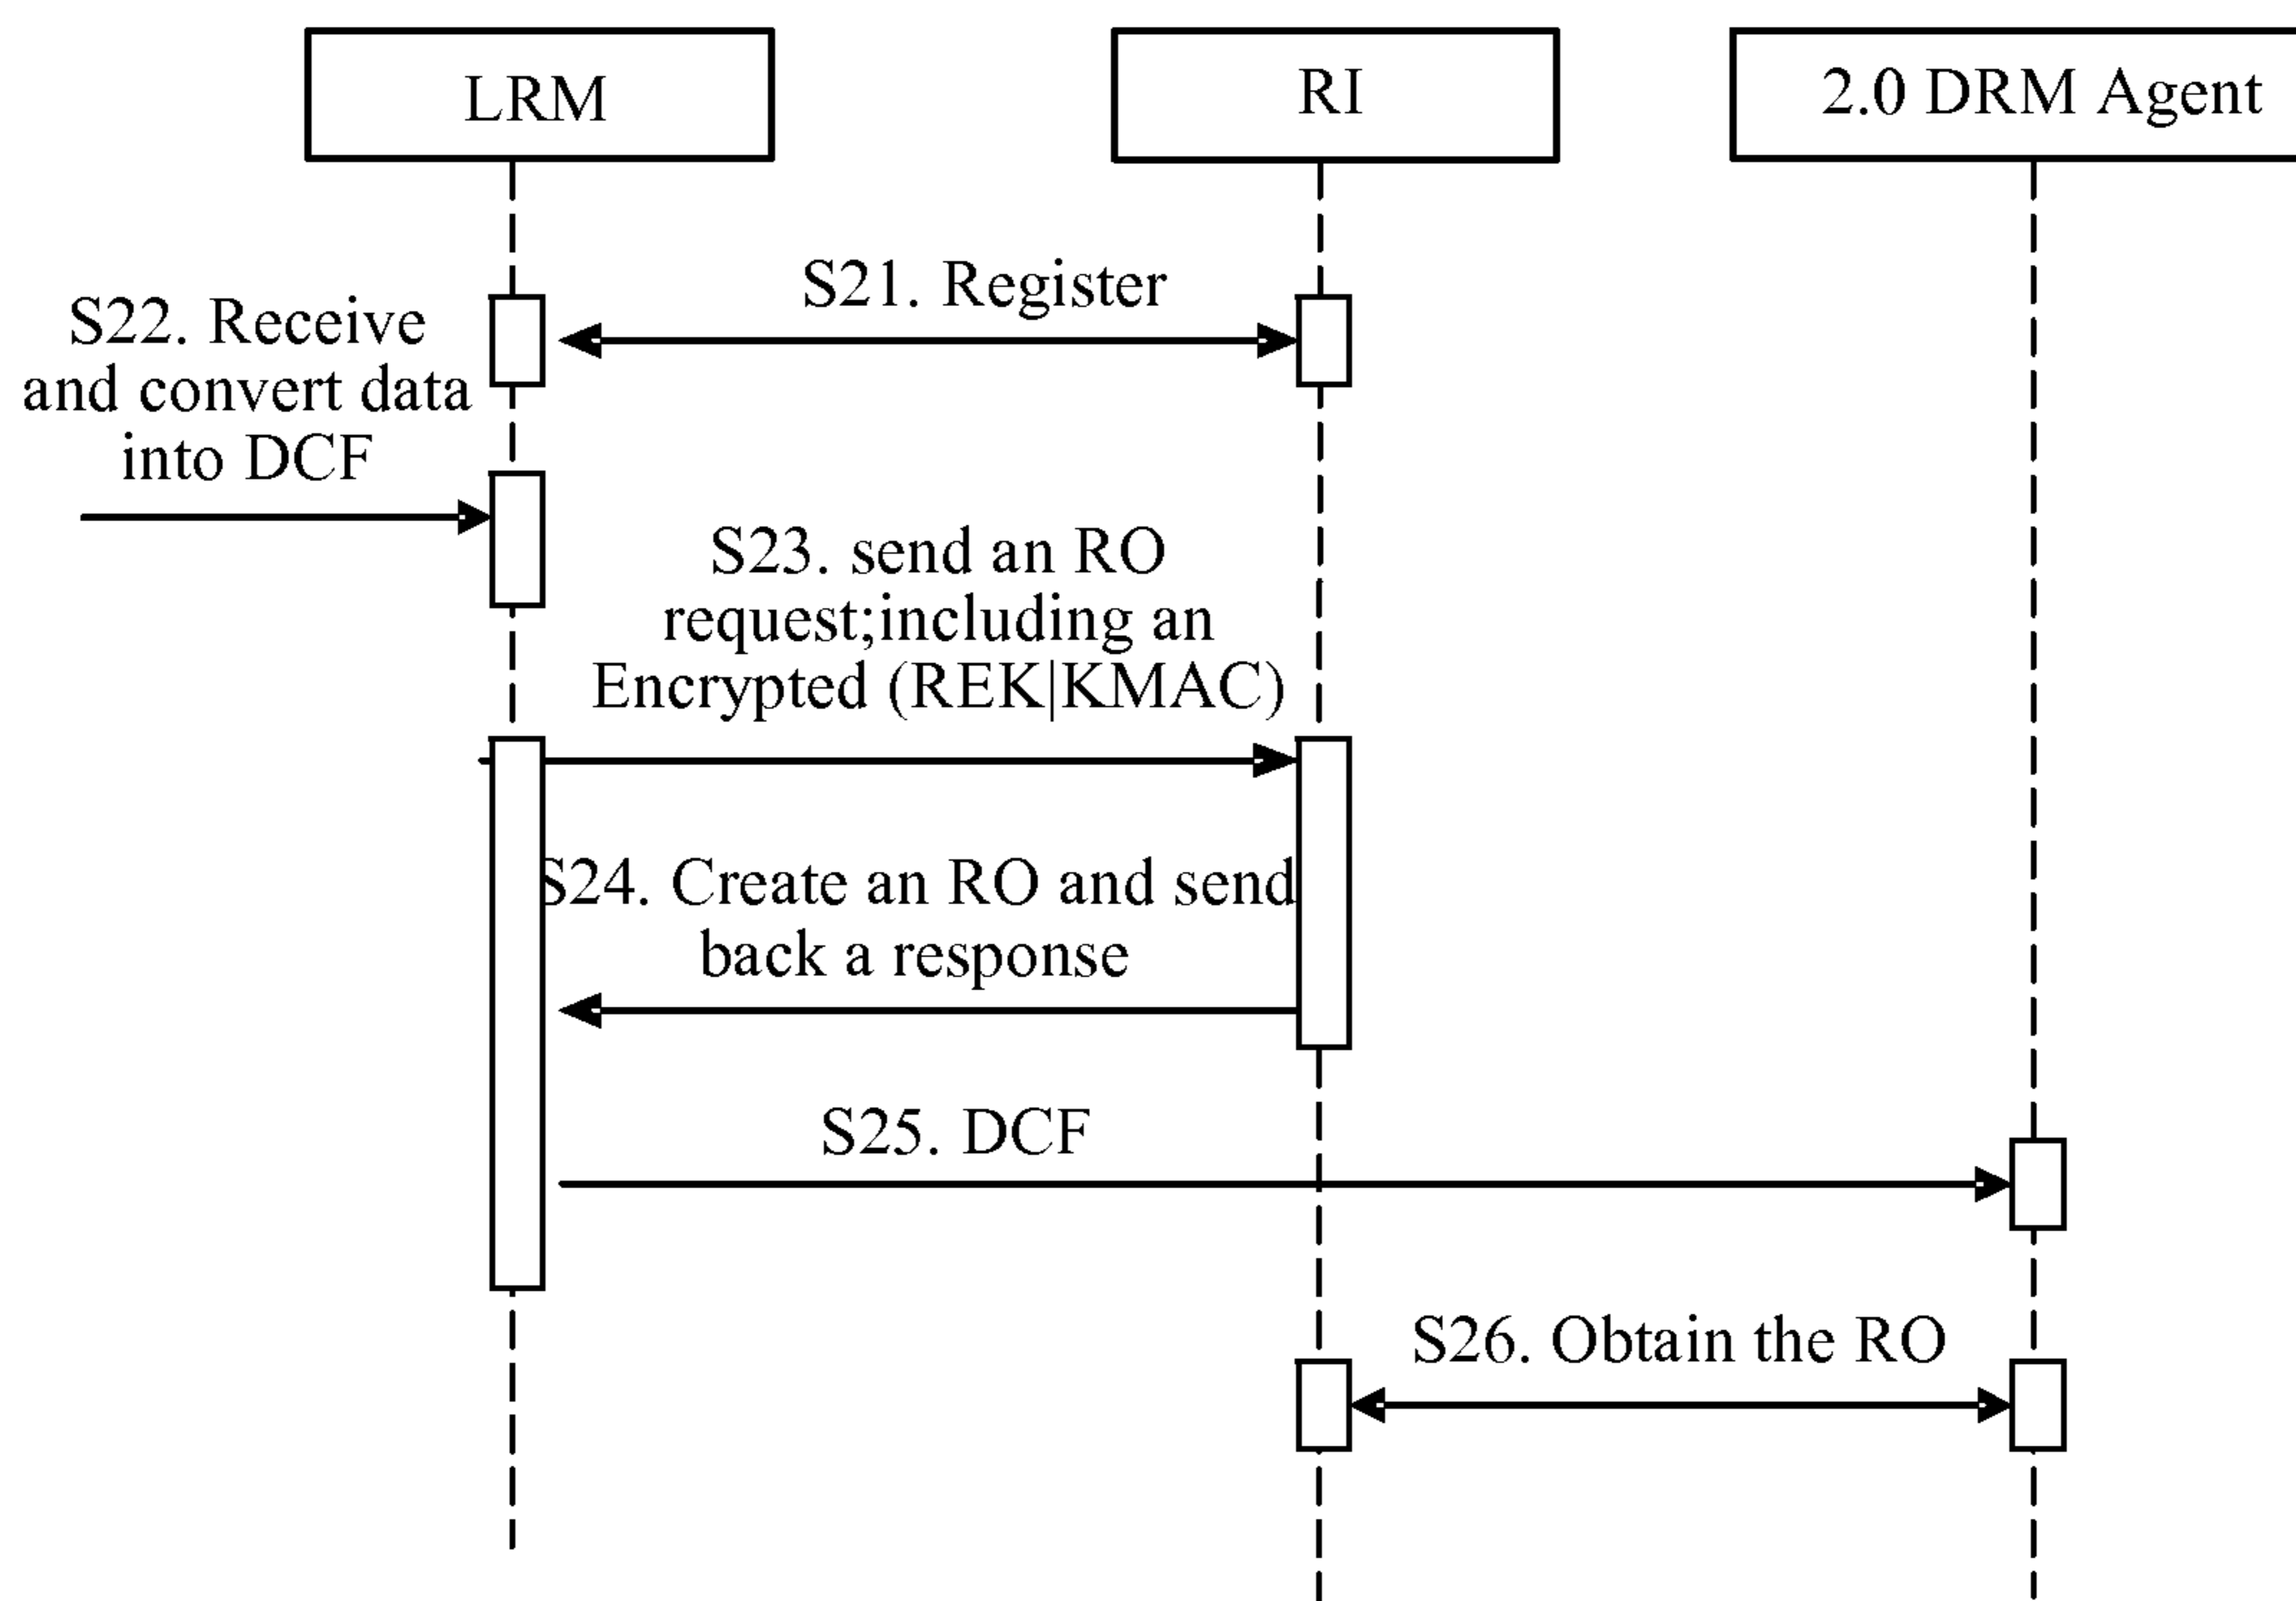 LRM
RI
2.0 DRM Agent
S21. Register
S22. Receive
and convert data
into DCF
S23. send an RO
request;including an
Encrypted (REK|KMAC)
S24. Create an RO and send
back a response
S25. DCF
S26. Obtain the RO